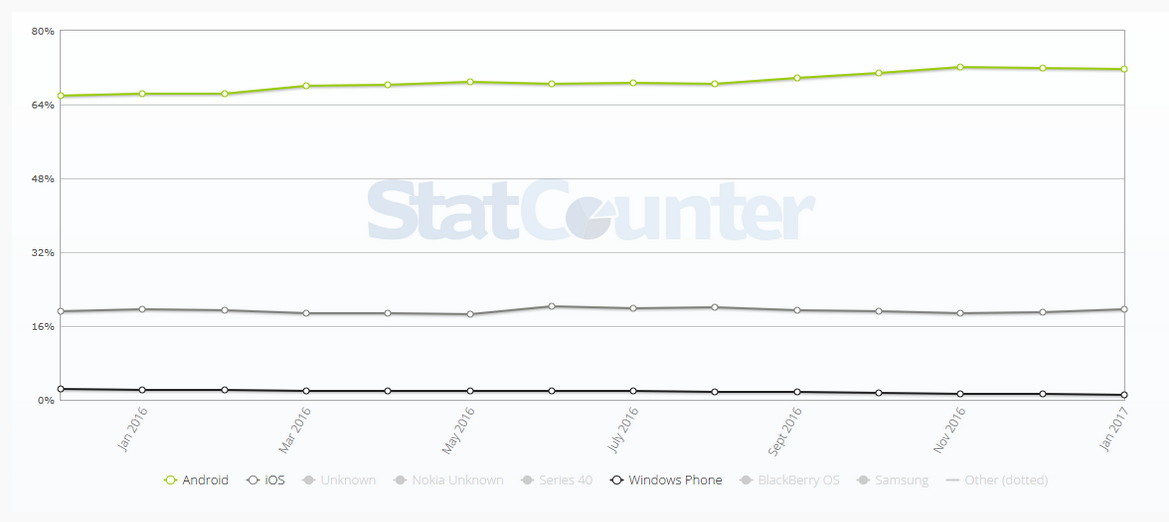 80%
64%
48%
32%
16%
0%
StatCounter
Jan 2016
Mar 2016
May 2016
July 2016
Sept 2016
Nov 2016
Jan 2017
Android iOS Unknown Nokia Unknown Series 40 Windows Phone BlackBerry OS Samsung Other (dotted)